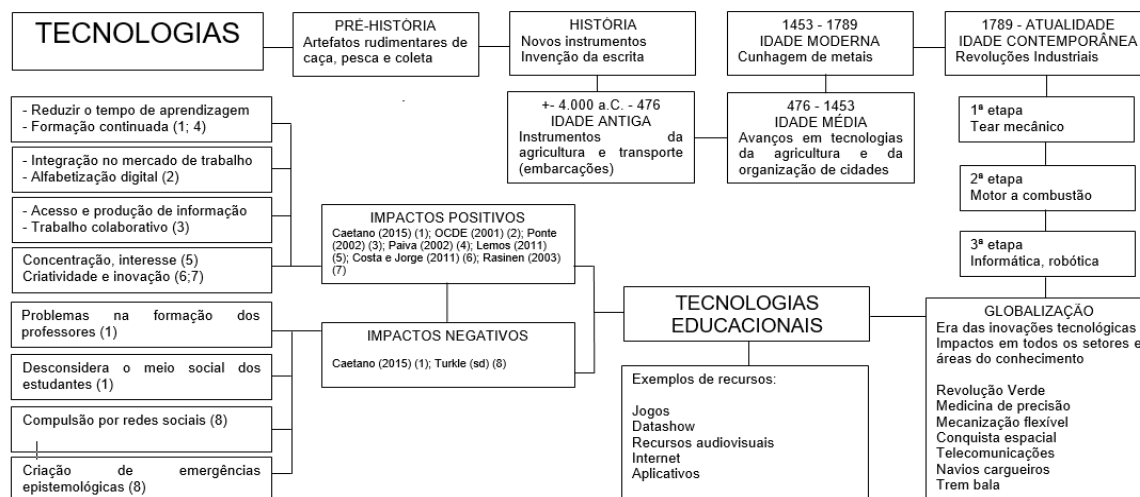 TECNOLOGIAS
PRÉ-HISTÓRIA
Artefatos rudimentares de
caça, pesca e coleta
HISTÓRIA
Novos instrumentos
Invenção da escrita
1453 - 1789
IDADE MODERNA
Cunhagem de metais
1789 - ATUALIDADE
IDADE CONTEMPORÂNEA
Revoluções Industriais
+- 4.000 a.C. - 476
IDADE ANTIGA
Instrumentos da
agricultura e transporte
(embarcações)
476 - 1453
IDADE MÉDIA
Avanços em tecnologias
da agricultura e da
organização de cidades
1ª etapa
Tear mecânico
2ª etapa
Motor a combustão
3ª etapa
Informática, robótica
- Reduzir o tempo de aprendizagem
- Formação continuada (1; 4)
- Integração no mercado de trabalho
- Alfabetização digital (2)
- Acesso e produção de informação
- Trabalho colaborativo (3)
Concentração, interesse (5)
Criatividade e inovação (6;7)
Problemas na formação dos
professores (1)
Desconsidera o meio social dos
estudantes (1)
Compulsão por redes sociais (8)
Criação de emergências
epistemológicas (8)
IMPACTOS POSITIVOS
Caetano (2015) (1); OCDE (2001) (2); Ponte
(2002) (3); Paiva (2002) (4); Lemos (2011)
(5); Costa e Jorge (2011) (6); Rasinen (2003)
(7)
IMPACTOS NEGATIVOS
Caetano (2015) (1); Turkle (sd) (8)
TECNOLOGIAS
EDUCACIONAIS
Exemplos de recursos:
Jogos
Datashow
Recursos audiovisuais
Internet
Aplicativos
GLOBALIZAÇÃO
Era das inovações tecnológicas
Impactos em todos os setores e
áreas do conhecimento
Revolução Verde
Medicina de precisão
Mecanização flexível
Conquista espacial
Telecomunicações
Navios cargueiros
Trem bala